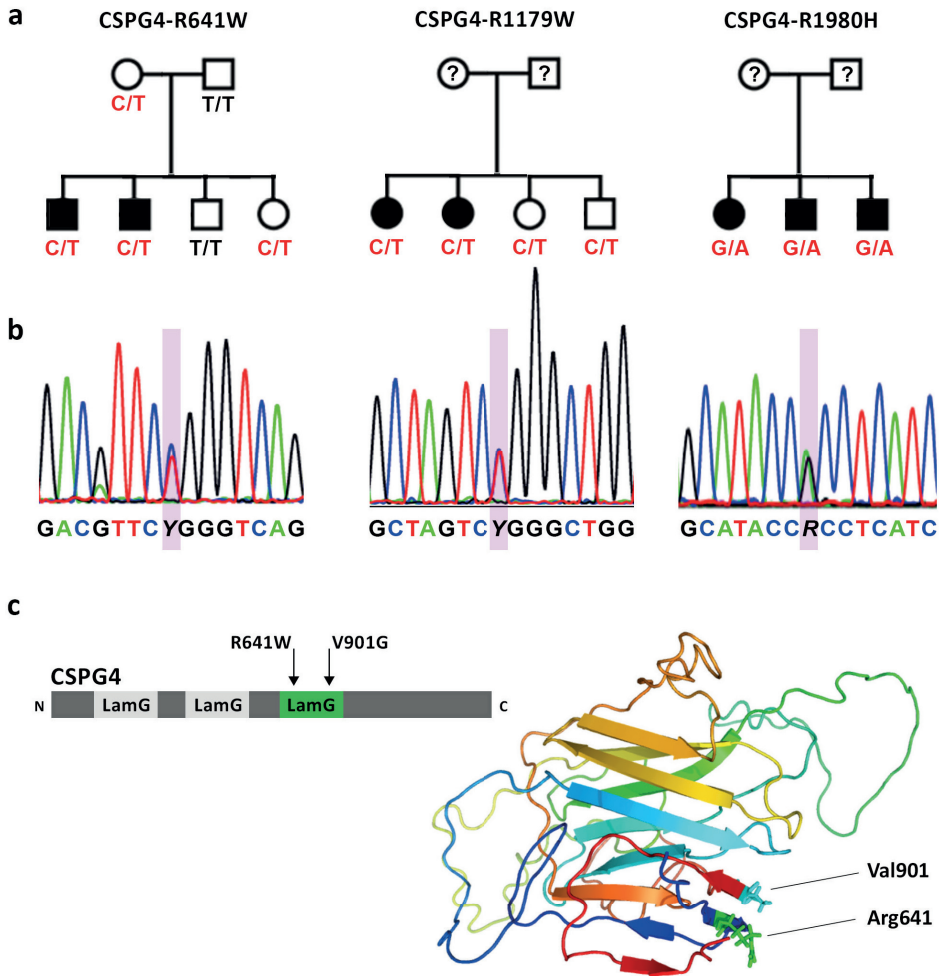 a
CSPG4-R641W CSPG4-R1179W CSPG4-R1980H
? ? ? ?
C/T T/T
C/T C/T T/T C/T C/T C/T C/T C/T G/A G/A G/A
b
GACGTTCYGGGTCAG GCTAGTCYGGGCTGG GCATACCRCCTCATC
c
R641W V901G
CSPG4
N LamG LamG LamG C
Val901
Arg641